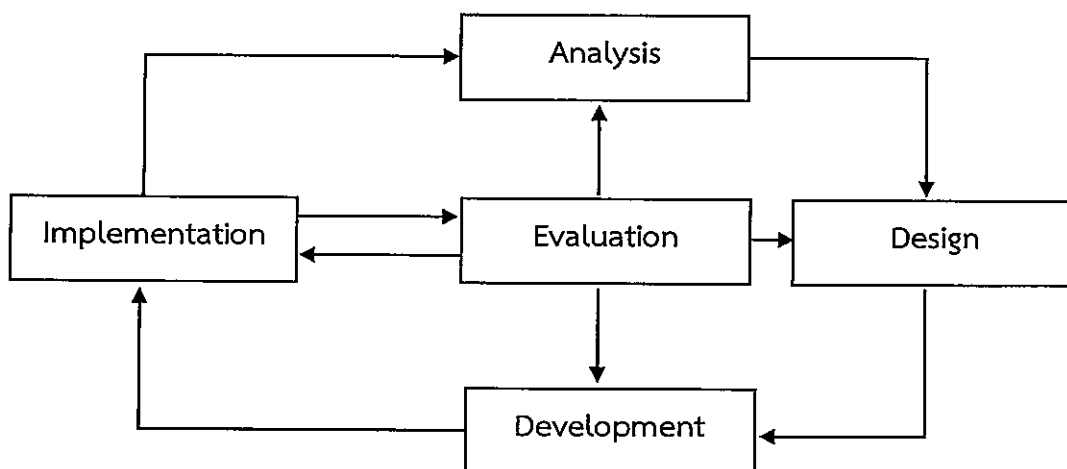 Analysis
Implementation
Evaluation
Design
Development